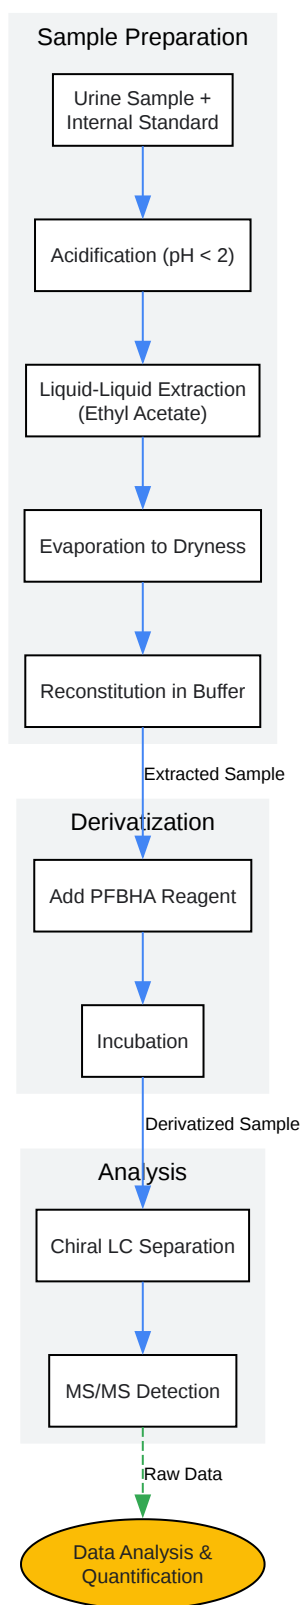 Sample Preparation
Urine Sample +
Internal Standard
Acidification (pH < 2)
Liquid-Liquid Extraction
(Ethyl Acetate)
Evaporation to Dryness
Reconstitution in Buffer
Extracted Sample
Derivatization
Add PFBHA Reagent
Incubation
Derivatized Sample
Analysis
Chiral LC Separation
MS/MS Detection
Raw Data
Data Analysis &
Quantification